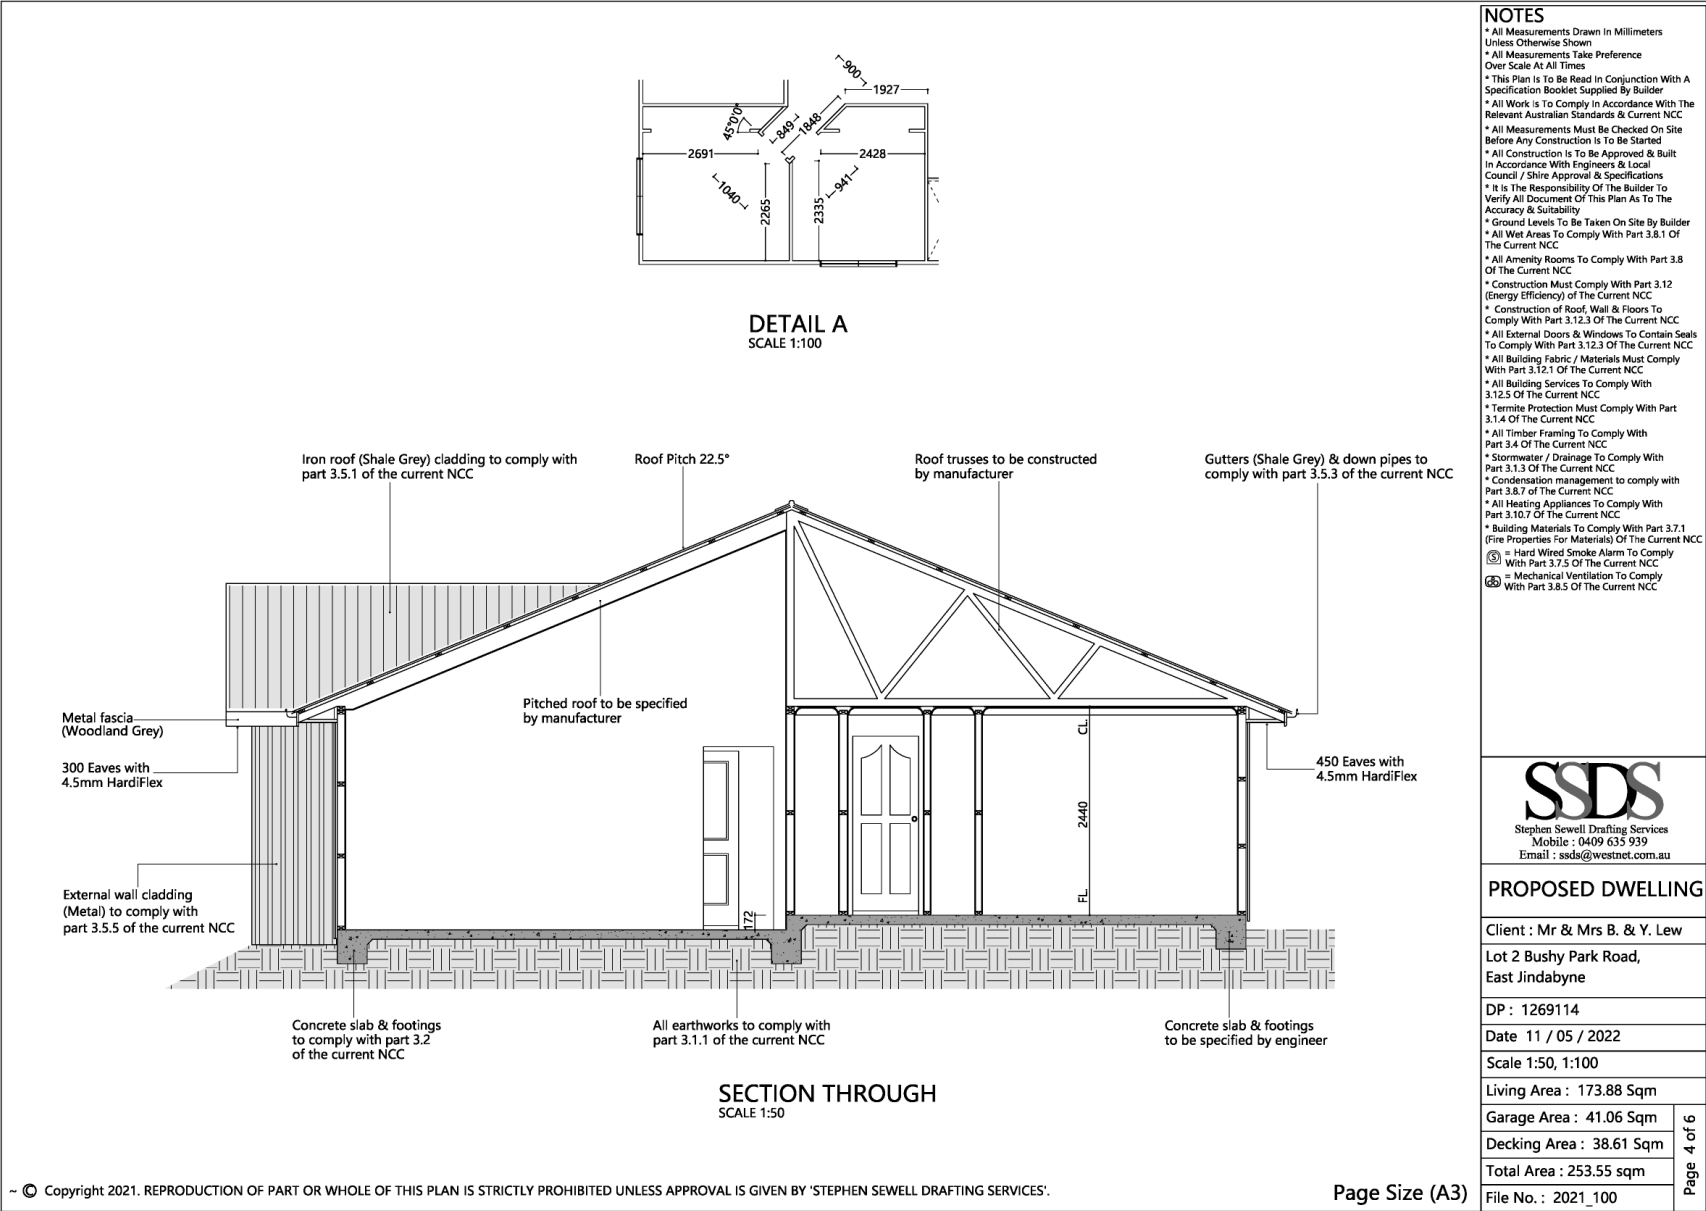 900
1927
45°0'0"
849
1848
2691
2428
1040
941
2265
2335
DETAIL A
SCALE 1:100
Iron roof (Shale Grey) cladding to comply with
part 3.5.1 of the current NCC
Roof Pitch 22.5°
Roof trusses to be constructed
by manufacturer
Gutters (Shale Grey) & down pipes to
comply with part 3.5.3 of the current NCC
Pitched roof to be specified
by manufacturer
Metal fascia
(Woodland Grey)
300 Eaves with
4.5mm HardiFlex
450 Eaves with
4.5mm HardiFlex
CL.
2440
FL.
172
External wall cladding
(Metal) to comply with
part 3.5.5 of the current NCC
Concrete slab & footings
to comply with part 3.2
of the current NCC
All earthworks to comply with
part 3.1.1 of the current NCC
Concrete slab & footings
to be specified by engineer
SECTION THROUGH
SCALE 1:50
~ © Copyright 2021. REPRODUCTION OF PART OR WHOLE OF THIS PLAN IS STRICTLY PROHIBITED UNLESS APPROVAL IS GIVEN BY 'STEPHEN SEWELL DRAFTING SERVICES'.
Page Size (A3)
NOTES
* All Measurements Drawn In Millimeters
Unless Otherwise Shown
* All Measurements Take Preference
Over Scale At All Times
* This Plan Is To Be Read In Conjunction With A
Specification Booklet Supplied By Builder
* All Work Is To Comply In Accordance With The
Relevant Australian Standards & Current NCC
* All Measurements Must Be Checked On Site
Before Any Construction Is To Be Started
* All Construction Is To Be Approved & Built
In Accordance With Engineers & Local
Council / Shire Approval & Specifications
* It Is The Responsibility Of The Builder To
Verify All Document Of This Plan As To The
Accuracy & Suitability
* Ground Levels To Be Taken On Site By Builder
* All Wet Areas To Comply With Part 3.8.1 Of
The Current NCC
* All Amenity Rooms To Comply With Part 3.8
Of The Current NCC
* Construction Must Comply With Part 3.12
(Energy Efficiency) of The Current NCC
* Construction of Roof, Wall & Floors To
Comply With Part 3.12.3 Of The Current NCC
* All External Doors & Windows To Contain Seals
To Comply With Part 3.12.3 Of The Current NCC
* All Building Fabric / Materials Must Comply
With Part 3.12.1 Of The Current NCC
* All Building Services To Comply With
3.12.5 Of The Current NCC
* Termite Protection Must Comply With Part
3.1.4 Of The Current NCC
* All Timber Framing To Comply With
Part 3.4 Of The Current NCC
* Stormwater / Drainage To Comply With
Part 3.1.3 Of The Current NCC
* Condensation management to comply with
Part 3.8.7 of The Current NCC
* All Heating Appliances To Comply With
Part 3.10.7 Of The Current NCC
* Building Materials To Comply With Part 3.7.1
(Fire Properties For Materials) Of The Current NCC
S = Hard Wired Smoke Alarm To Comply
With Part 3.7.5 Of The Current NCC
= Mechanical Ventilation To Comply
With Part 3.8.5 Of The Current NCC
SSDS
Stephen Sewell Drafting Services
Mobile : 0409 635 939
Email : ssds@westnet.com.au
PROPOSED DWELLING
Client : Mr & Mrs B. & Y. Lew
Lot 2 Bushy Park Road,
East Jindabyne
DP : 1269114
Date 11 / 05 / 2022
Scale 1:50, 1:100
Living Area : 173.88 Sqm
Garage Area : 41.06 Sqm
Decking Area : 38.61 Sqm
Total Area : 253.55 sqm
File No. : 2021_100
Page 4 of 6